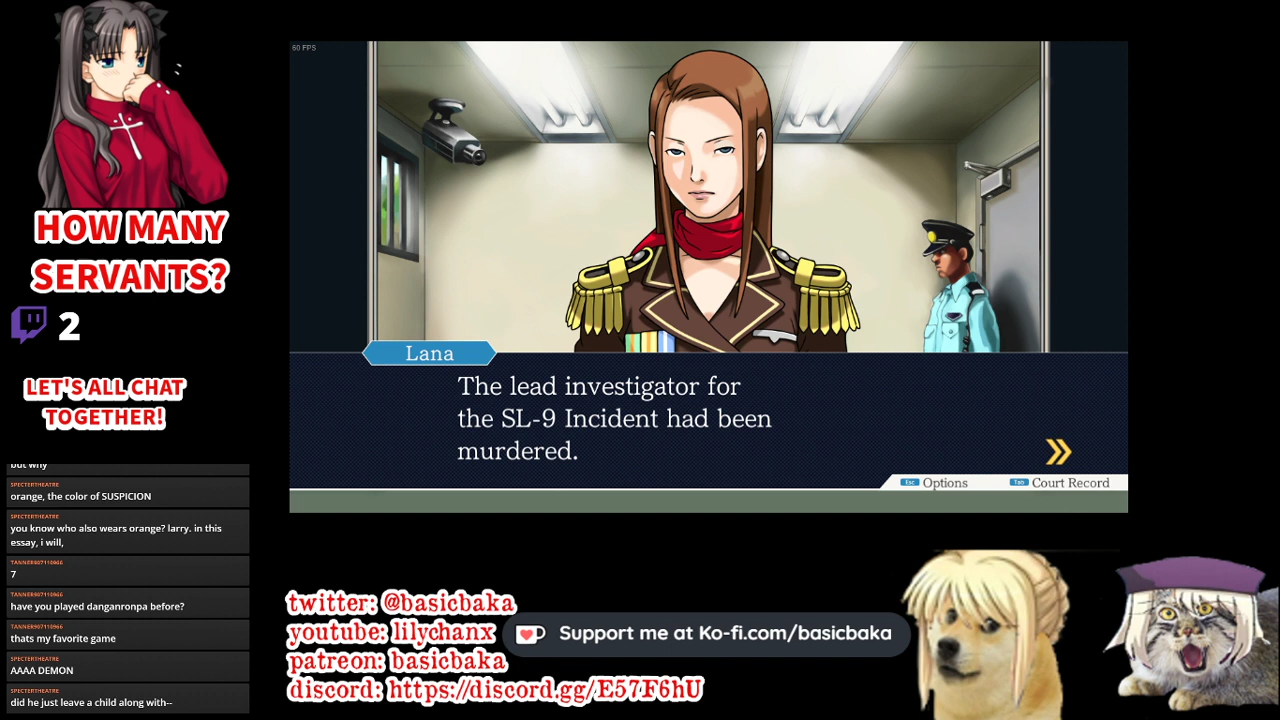 HOW MANY
SERVANTS?
2
LET'S ALL CHAT
TOGETHER!
but why
SPECTERTHEATRE
orange, the color of SUSPICION
SPECTERTHEATRE
you know who also wears orange? larry. in this
essay, i will,
7
have you played danganronpa before?
thats my favorite game
SPECTERTHEATRE
AAAA DEMON
SPECTERTHEATRE
did he just leave a child along with--
60 FPS
Lana
The lead investigator for
the SL-9 Incident had been
murdered.
Esc Options
Tab Court Record
twitter: @basicbaka
youtube: lilychanx
patreon: basicbaka
discord: https://discord.gg/E57F6hU
Support me at Ko-fi.com/basicbaka